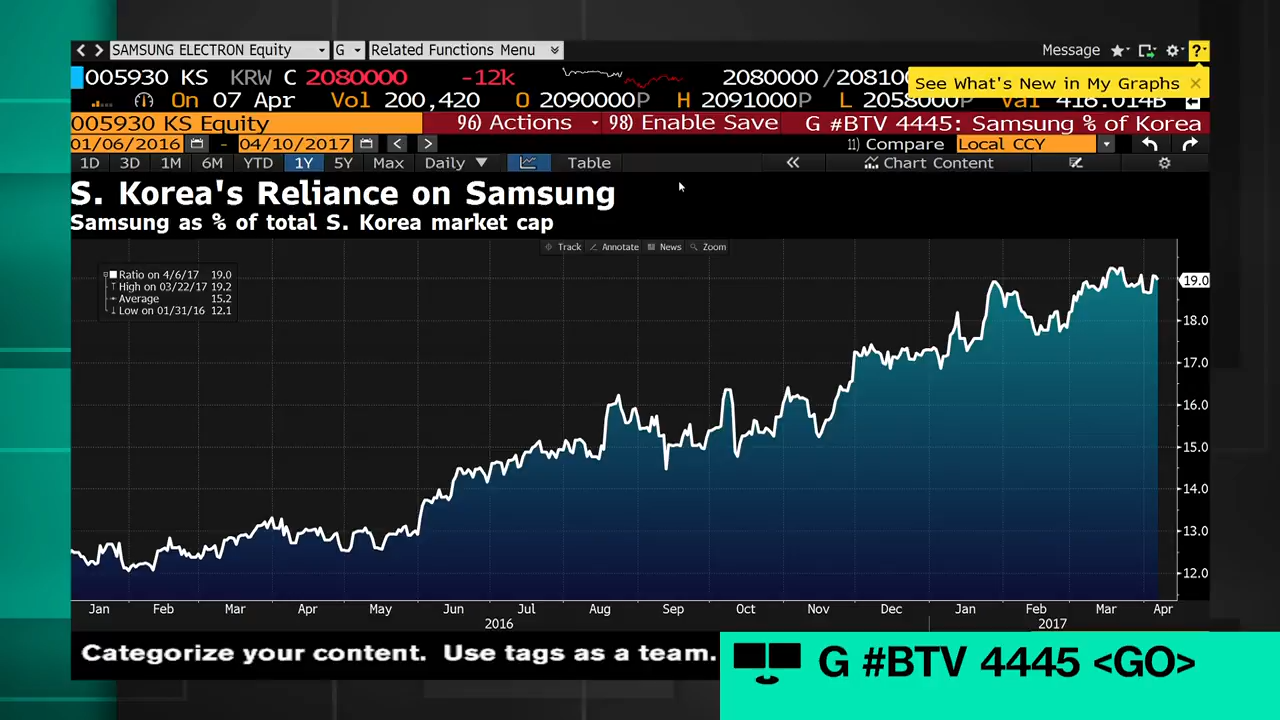 SAMSUNG ELECTRON Equity G Related Functions Menu Message ?
005930 KS KRW C 2080000 -12k 2080000 /20810
See What's New in My Graphs
On 07 Apr Vol 200,420 O 2090000P H 2091000P L 2058000P Val 416.014B
005930 KS Equity 96) Actions 98) Enable Save G #BTV 4445: Samsung % of Korea
01/06/2016 - 04/10/2017 11) Compare Local CCY
1D 3D 1M 6M YTD 1Y 5Y Max Daily Table Chart Content
S. Korea's Reliance on Samsung
Samsung as % of total S. Korea market cap
Track Annotate News Zoom
Ratio on 4/6/17 19.0
High on 03/22/17 19.2
Average 15.2
Low on 01/31/16 12.1
19.0
18.0
17.0
16.0
15.0
14.0
13.0
12.0
Jan Feb Mar Apr May Jun Jul Aug Sep Oct Nov Dec Jan Feb Mar Apr
2016 2017
Categorize your content. Use tags as a team.
G #BTV 4445 <GO>